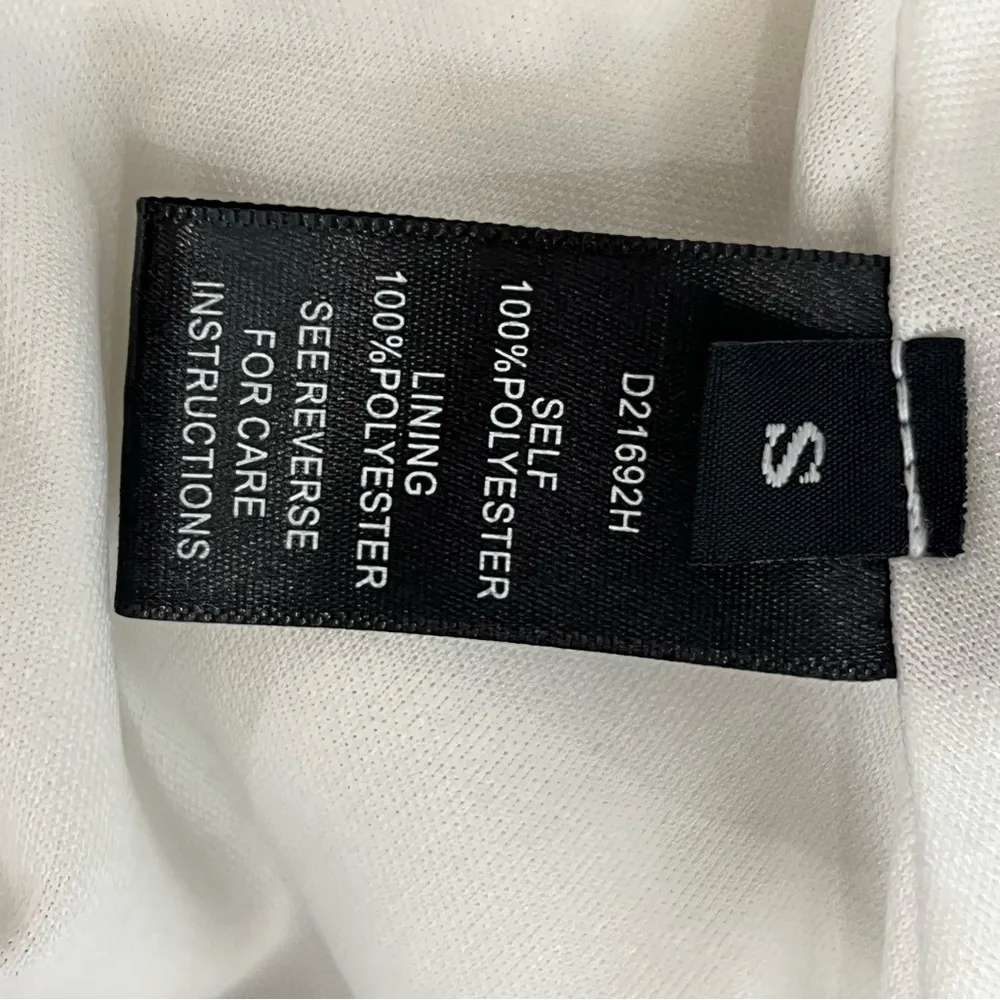 S
D21692H
SELF
100%POLYESTER
LINING
100%POLYESTER
SEE REVERSE
FOR CARE
INSTRUCTIONS